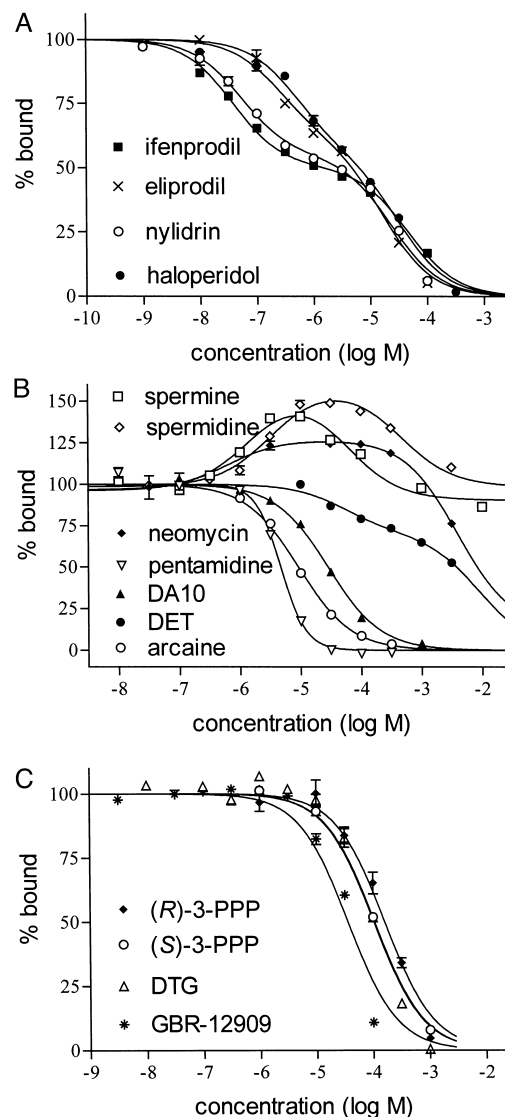 A
100
75
50
25
0
% bound
ifenprodil
eliprodil
nylidrin
haloperidol
-10 -9 -8 -7 -6 -5 -4 -3
concentration (log M)
B
150
125
100
75
50
25
0
% bound
spermine
spermidine
neomycin
pentamidine
DA10
DET
arcaine
-8 -7 -6 -5 -4 -3 -2
concentration (log M)
C
100
75
50
25
0
% bound
(R)-3-PPP
(S)-3-PPP
DTG
GBR-12909
-9 -8 -7 -6 -5 -4 -3 -2
concentration (log M)